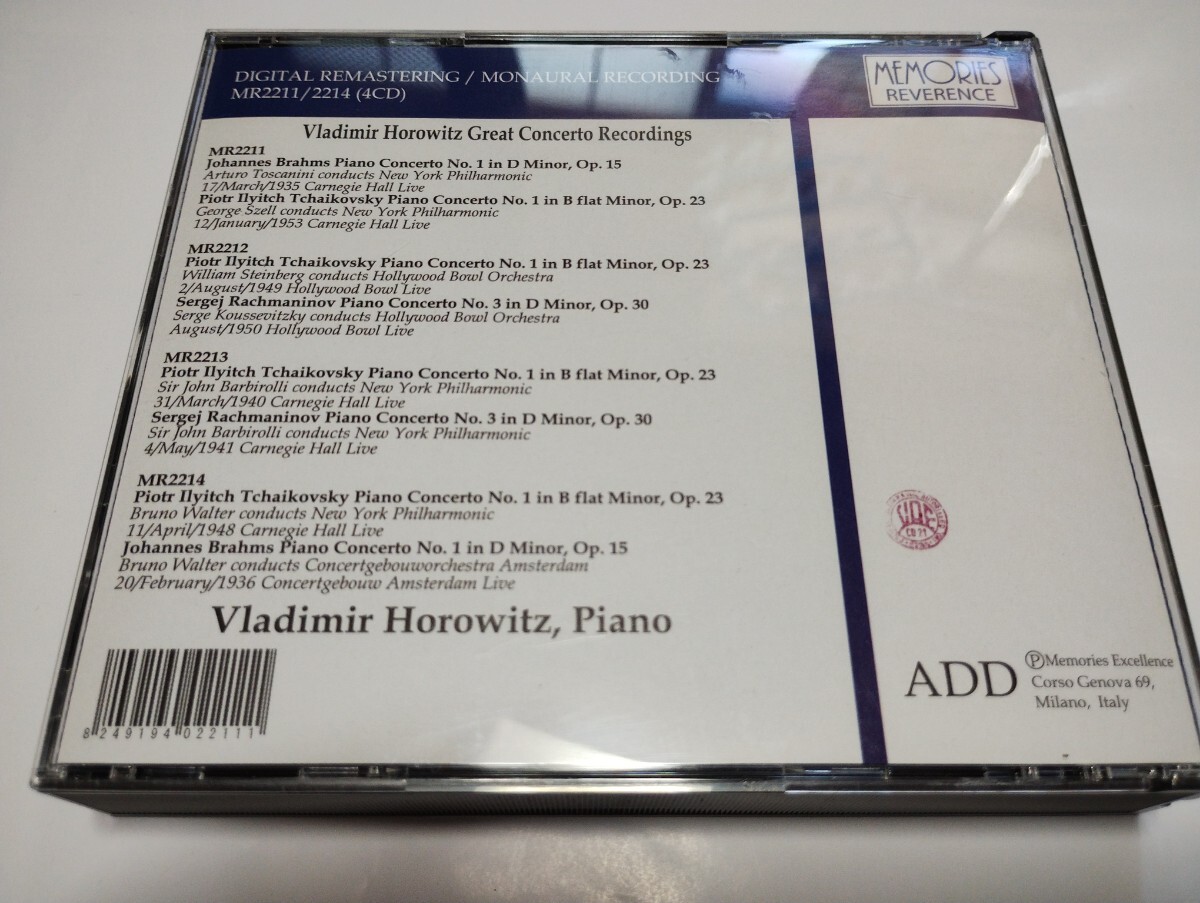 DIGITAL REMASTERING / MONAURAL RECORDING
MR2211/2214 (4CD)
MEMORIES
REVERENCE
Vladimir Horowitz Great Concerto Recordings
MR2211
Johannes Brahms Piano Concerto No. 1 in D Minor, Op. 15
Arturo Toscanini conducts New York Philharmonic
17/March/1935 Carnegie Hall Live
Piotr Ilyitch Tchaikovsky Piano Concerto No. 1 in B flat Minor, Op. 23
George Szell conducts New York Philharmonic
12/January/1953 Carnegie Hall Live
MR2212
Piotr Ilyitch Tchaikovsky Piano Concerto No. 1 in B flat Minor, Op. 23
William Steinberg conducts Hollywood Bowl Orchestra
2/August/1949 Hollywood Bowl Live
Sergej Rachmaninov Piano Concerto No. 3 in D Minor, Op. 30
Serge Koussevitzky conducts Hollywood Bowl Orchestra
August/1950 Hollywood Bowl Live
MR2213
Piotr Ilyitch Tchaikovsky Piano Concerto No. 1 in B flat Minor, Op. 23
Sir John Barbirolli conducts New York Philharmonic
31/March/1940 Carnegie Hall Live
Sergej Rachmaninov Piano Concerto No. 3 in D Minor, Op. 30
Sir John Barbirolli conducts New York Philharmonic
4/May/1941 Carnegie Hall Live
MR2214
Piotr Ilyitch Tchaikovsky Piano Concerto No. 1 in B flat Minor, Op. 23
Bruno Walter conducts New York Philharmonic
11/April/1948 Carnegie Hall Live
Johannes Brahms Piano Concerto No. 1 in D Minor, Op. 15
Bruno Walter conducts Concertgebouworchestra Amsterdam
20/February/1936 Concertgebouw Amsterdam Live
Vladimir Horowitz, Piano
8 249194 022111
ADD
Ⓟ Memories Excellence
Corso Genova 69,
Milano, Italy